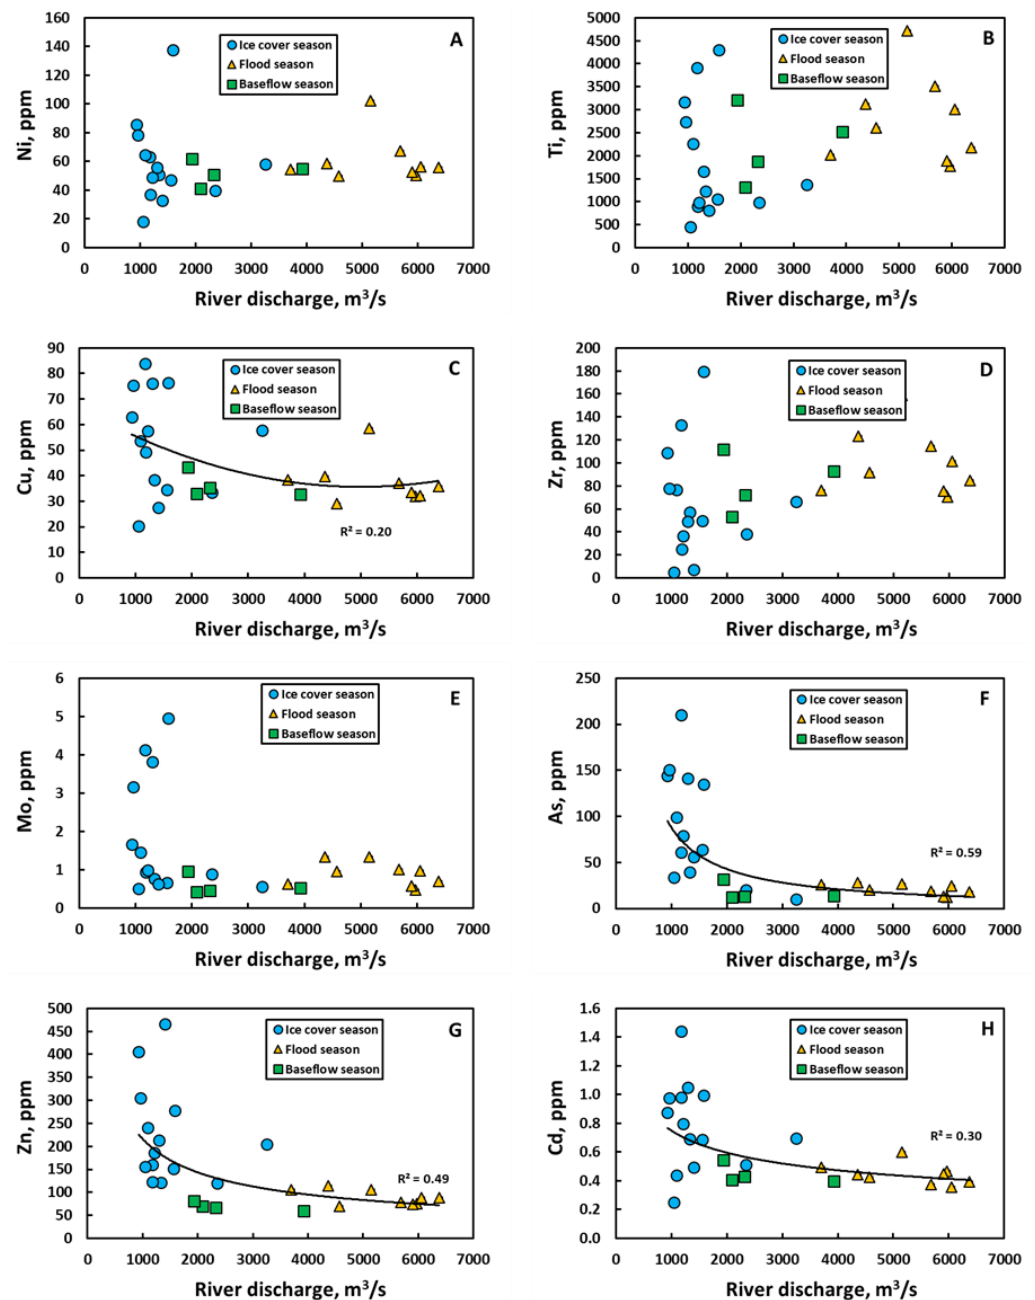 A
Ni, ppm
160
140
120
100
80
60
40
20
0
Ice cover season
Flood season
Baseflow season
0 1000 2000 3000 4000 5000 6000 7000
River discharge, m³/s
B
Ti, ppm
5000
4500
4000
3500
3000
2500
2000
1500
1000
500
0
Ice cover season
Flood season
Baseflow season
0 1000 2000 3000 4000 5000 6000 7000
River discharge, m³/s
C
Cu, ppm
90
80
70
60
50
40
30
20
10
0
Ice cover season
Flood season
Baseflow season
R² = 0.20
0 1000 2000 3000 4000 5000 6000 7000
River discharge, m³/s
D
Zr, ppm
200
180
160
140
120
100
80
60
40
20
0
Ice cover season
Flood season
Baseflow season
0 1000 2000 3000 4000 5000 6000 7000
River discharge, m³/s
E
Mo, ppm
6
5
4
3
2
1
0
Ice cover season
Flood season
Baseflow season
0 1000 2000 3000 4000 5000 6000 7000
River discharge, m³/s
F
As, ppm
250
200
150
100
50
0
Ice cover season
Flood season
Baseflow season
R² = 0.59
0 1000 2000 3000 4000 5000 6000 7000
River discharge, m³/s
G
Zn, ppm
500
450
400
350
300
250
200
150
100
50
0
Ice cover season
Flood season
Baseflow season
R² = 0.49
0 1000 2000 3000 4000 5000 6000 7000
River discharge, m³/s
H
Cd, ppm
1.6
1.4
1.2
1.0
0.8
0.6
0.4
0.2
0.0
Ice cover season
Flood season
Baseflow season
R² = 0.30
0 1000 2000 3000 4000 5000 6000 7000
River discharge, m³/s